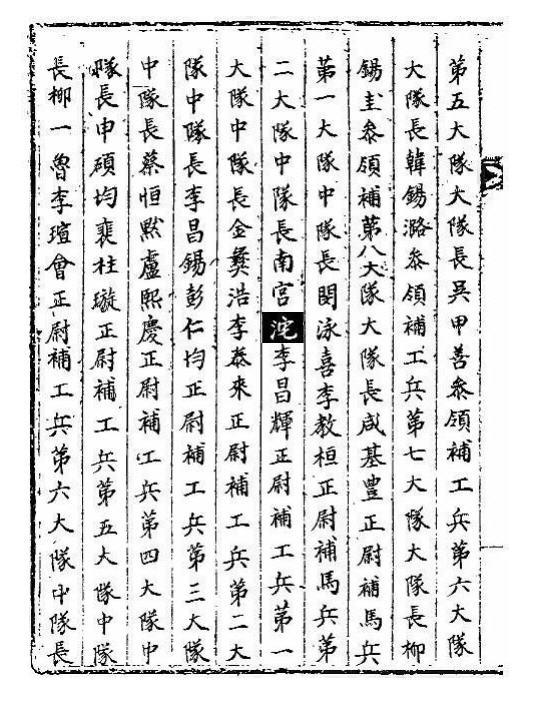 第五大隊大隊長吳甲善參領補工兵第六大隊
大隊長韓錫潞參領補工兵第七大隊大隊長柳
錫圭參領補第八大隊大隊長咸基豊正尉補馬兵
第一大隊中隊長閔泳喜李敎桓正尉補馬兵第
二大隊中隊長南宮沱李昌輝正尉補工兵第一
大隊中隊長金彛浩李泰來正尉補工兵第二大
隊中隊長李昌錫彭仁均正尉補工兵第三大隊
中隊長蔡恒默盧熙慶正尉補工兵第四大隊中
隊長申碩均裵柱璇正尉補工兵第五大隊中隊
長柳一魯李瑄會正尉補工兵第六大隊中隊長